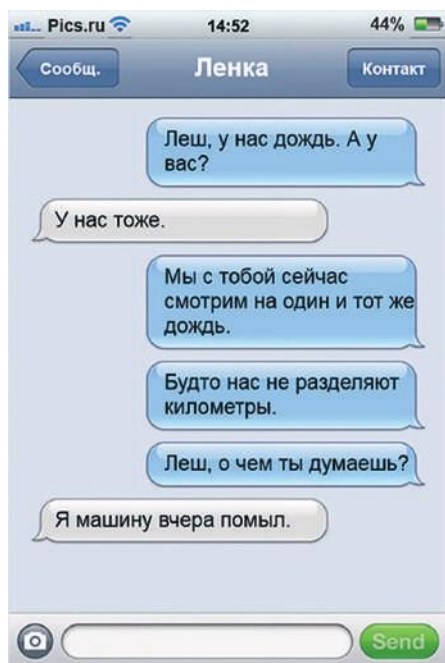 Pics.ru 14:52 44%
Сообщ. Ленка Контакт
Леш, у нас дождь. А у
вас?
У нас тоже.
Мы с тобой сейчас
смотрим на один и тот же
дождь.
Будто нас не разделяют
километры.
Леш, о чем ты думаешь?
Я машину вчера помыл.
Send